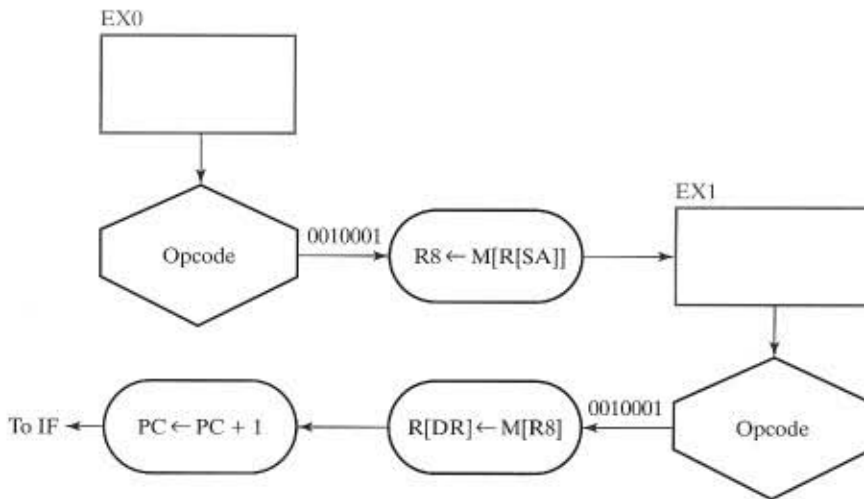 EX0
Opcode
0010001
R8 ← M[R[SA]]
EX1
Opcode
0010001
R[DR] ← M[R8]
PC ← PC + 1
To IF